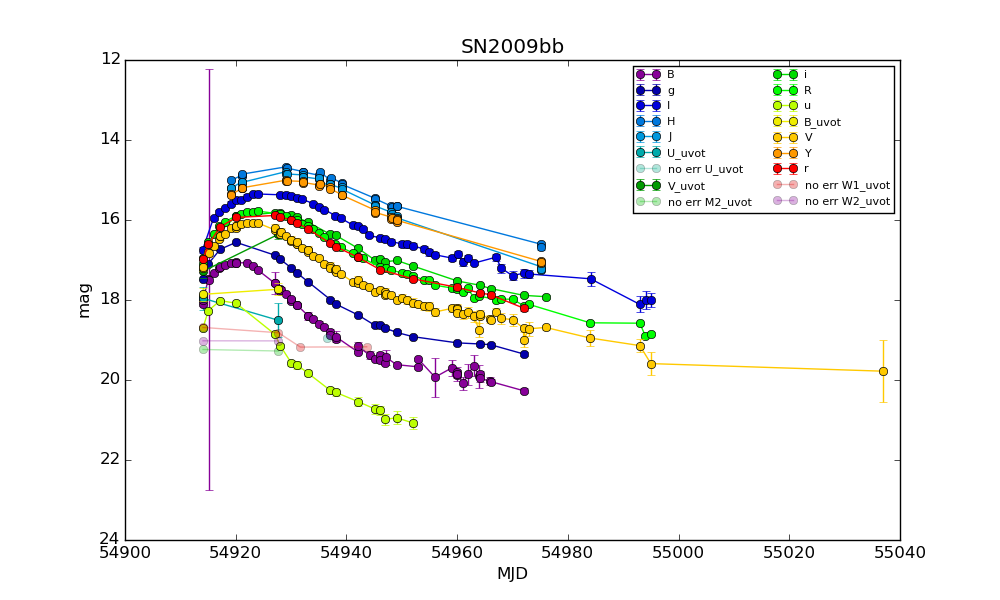 SN2009bb
12
14
16
18
20
22
24
mag
54900
54920
54940
54960
54980
55000
55020
55040
MJD
B
g
I
H
J
U_uvot
no err U_uvot
V_uvot
no err M2_uvot
i
R
u
B_uvot
V
Y
r
no err W1_uvot
no err W2_uvot